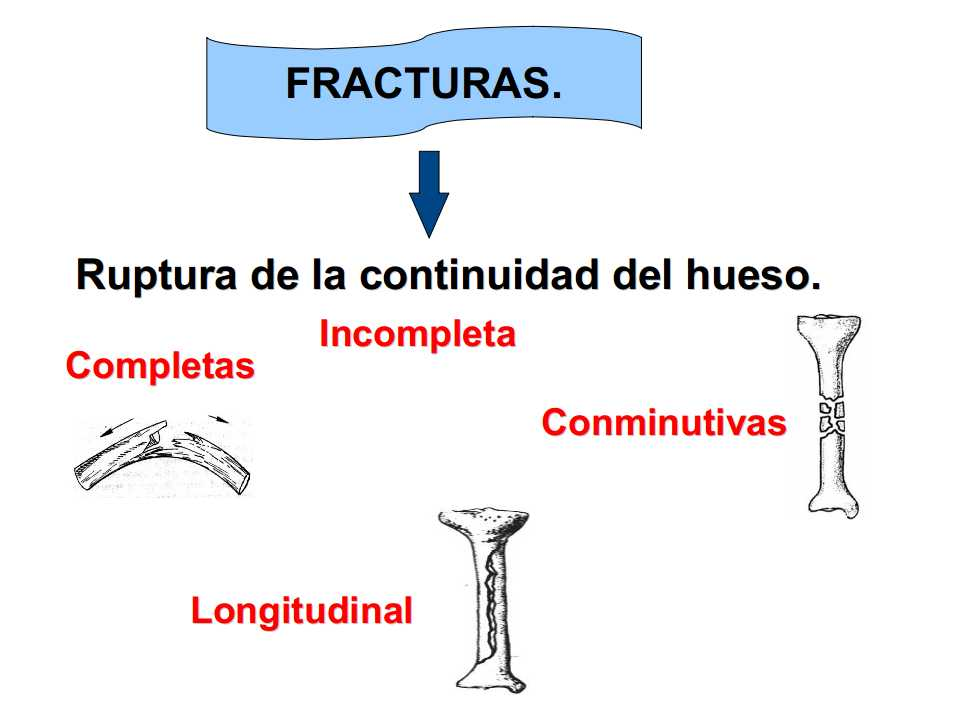 FRACTURAS.
Ruptura de la continuidad del hueso.
Incompleta
Completas
Conminutivas
Longitudinal